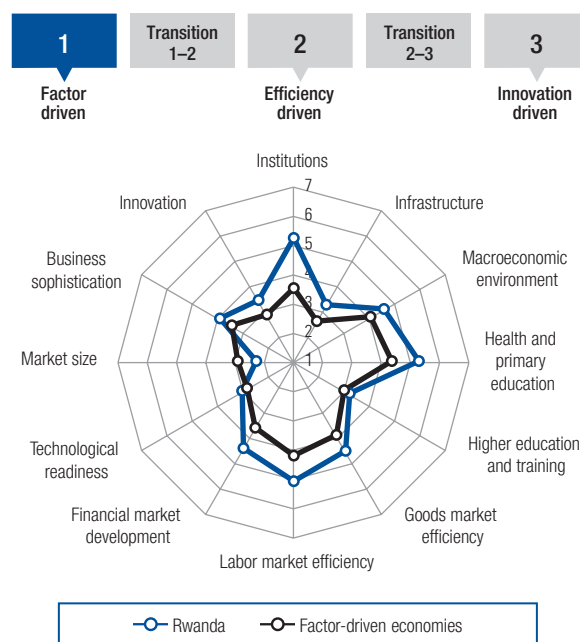 1
Transition
1–2
2
Transition
2–3
3
Factor
driven
Efficiency
driven
Innovation
driven
Institutions
7
6
5
4
3
2
1
Infrastructure
Macroeconomic
environment
Health and
primary
education
Higher education
and training
Goods market
efficiency
Labor market efficiency
Financial market
development
Technological
readiness
Market size
Business
sophistication
Innovation
Rwanda
Factor-driven economies